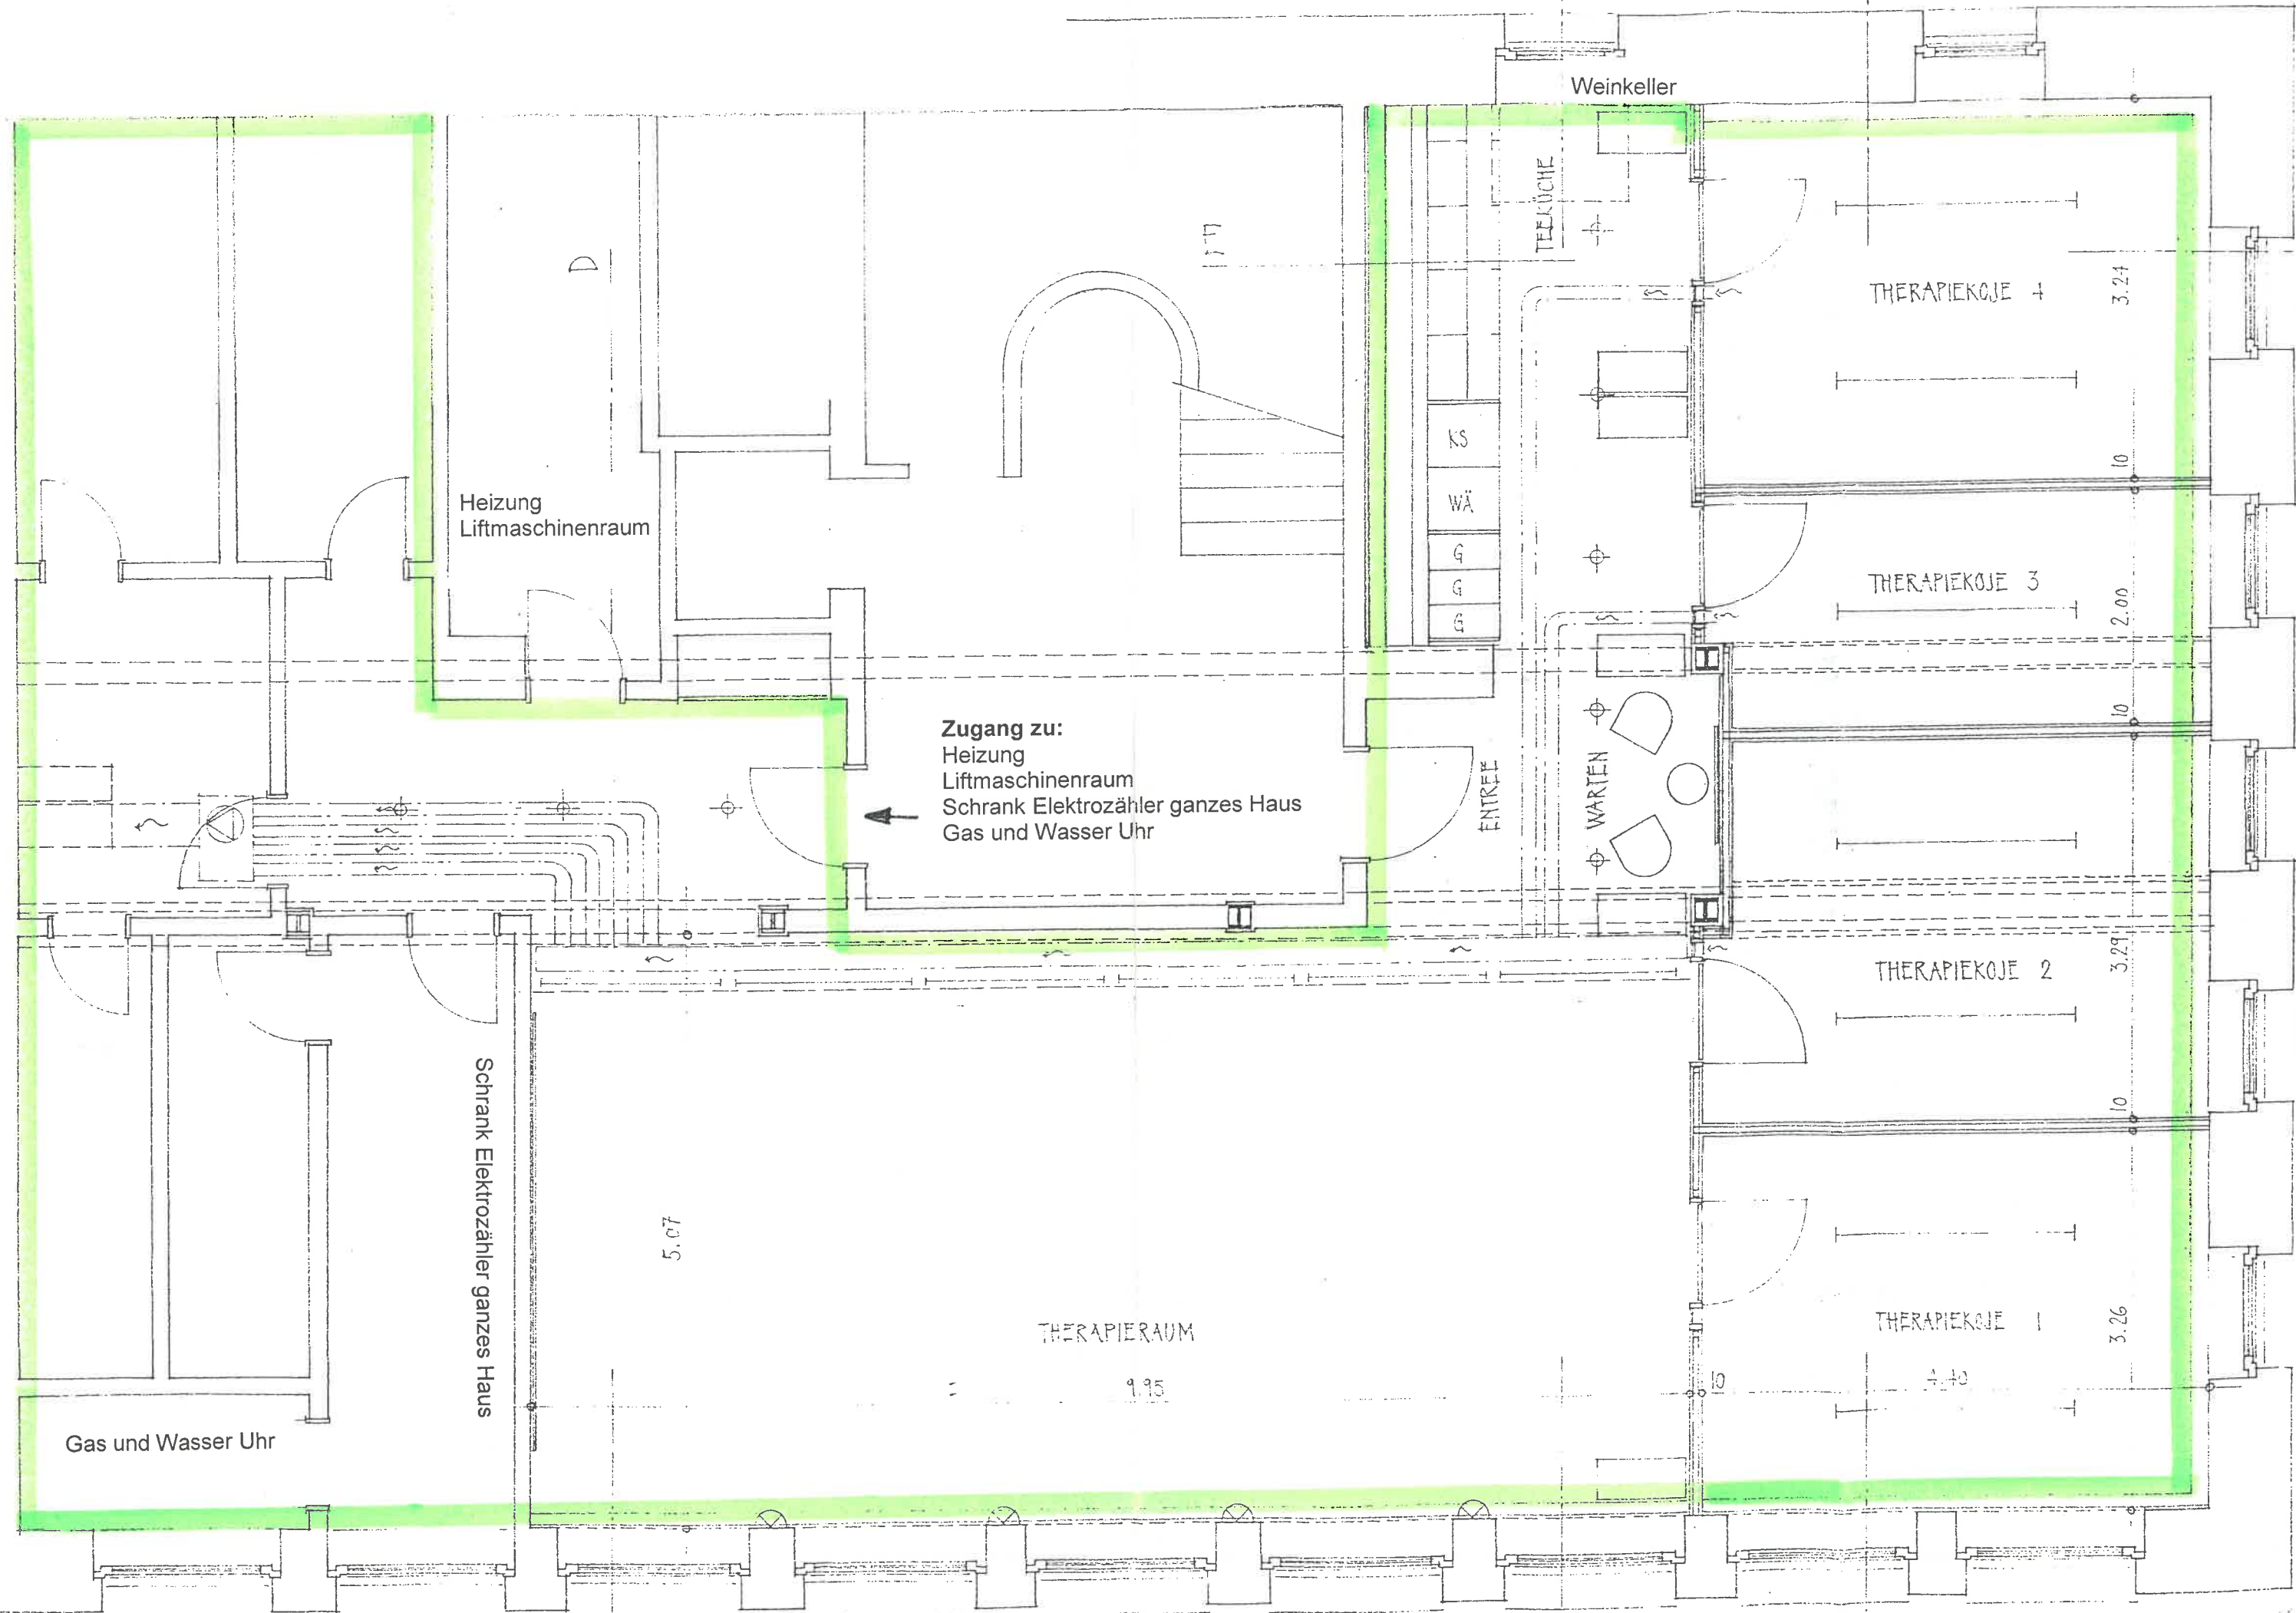 Weinkeller
TEEKÜCHE
D
THERAPIEKOJE 4
3.21
10
KS
Heizung
Liftmaschinenraum
WÄ
G
G
G
THERAPIEKOJE 3
2.00
10
Zugang zu:
Heizung
Liftmaschinenraum
Schrank Elektrozähler ganzes Haus
Gas und Wasser Uhr
ENTREE
WARTEN
THERAPIEKOJE 2
3.29
10
Schrank Elektrozähler ganzes Haus
5.07
THERAPIERAUM
9.95
THERAPIEKOJE 1
3.26
10
4.40
Gas und Wasser Uhr